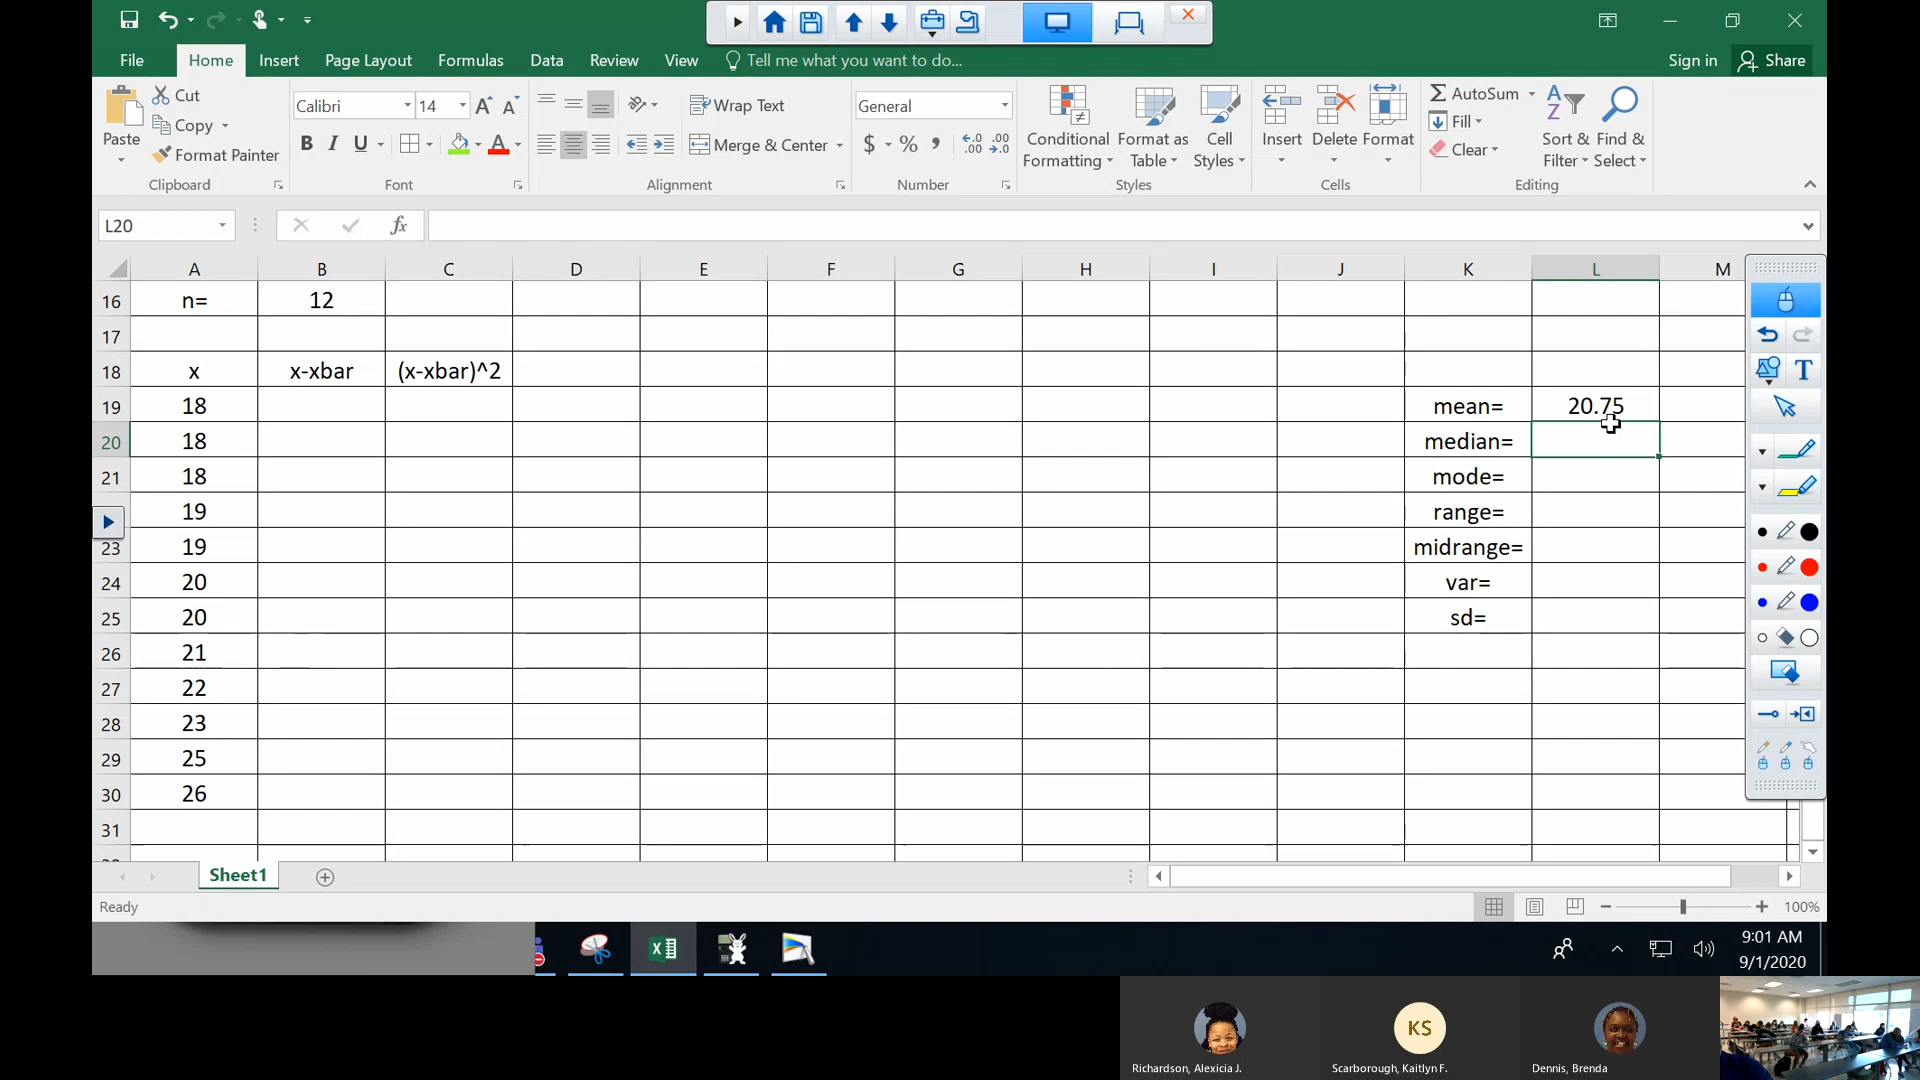 File Home Insert Page Layout Formulas Data Review View Tell me what you want to do... Sign in Share
Cut
Copy
Format Painter
Paste
Clipboard
Calibri 14
B I U
Font
Wrap Text
Merge & Center
Alignment
General
$ % ,
Number
Conditional Formatting
Format as Table
Cell Styles
Styles
Insert Delete Format
Cells
AutoSum
Fill
Clear
Sort & Filter
Find & Select
Editing
L20 fx
A B C D E F G H I J K L M
16 n= 12
17
18 x x-xbar (x-xbar)^2
19 18 mean= 20.75
20 18 median=
21 18 mode=
19 range=
23 19 midrange=
24 20 var=
25 20 sd=
26 21
27 22
28 23
29 25
30 26
31
Sheet1
Ready 100%
9:01 AM
9/1/2020
KS
Richardson, Alexicia J. Scarborough, Kaitlyn F. Dennis, Brenda